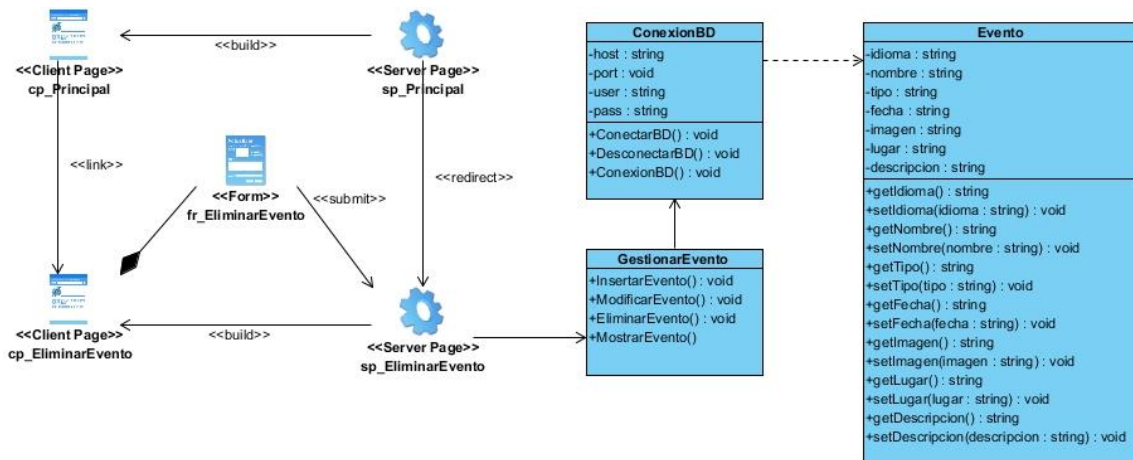 <<build>>
<<Client Page>>
cp_Principal
<<Server Page>>
sp_Principal
<<link>>
<<Form>>
fr_EliminarEvento
<<submit>>
<<redirect>>
<<Client Page>>
cp_EliminarEvento
<<build>>
<<Server Page>>
sp_EliminarEvento
ConexionBD
-host : string
-port : void
-user : string
-pass : string
+ConectarBD() : void
+DesconectarBD() : void
+ConexionBD() : void
GestionarEvento
+InsertarEvento() : void
+ModificarEvento() : void
+EliminarEvento() : void
+MostrarEvento()
Evento
-idioma : string
-nombre : string
-tipo : string
-fecha : string
-imagen : string
-lugar : string
-descripcion : string
+getIdioma() : string
+setIdioma(idioma : string) : void
+getNombre() : string
+setNombre(nombre : string) : void
+getTipo() : string
+setTipo(tipo : string) : void
+getFecha() : string
+setFecha(fecha : string) : void
+getImagen() : string
+setImagen(imagen : string) : void
+getLugar() : string
+setLugar(lugar : string) : void
+getDescripcion() : string
+setDescripcion(descripcion : string) : void